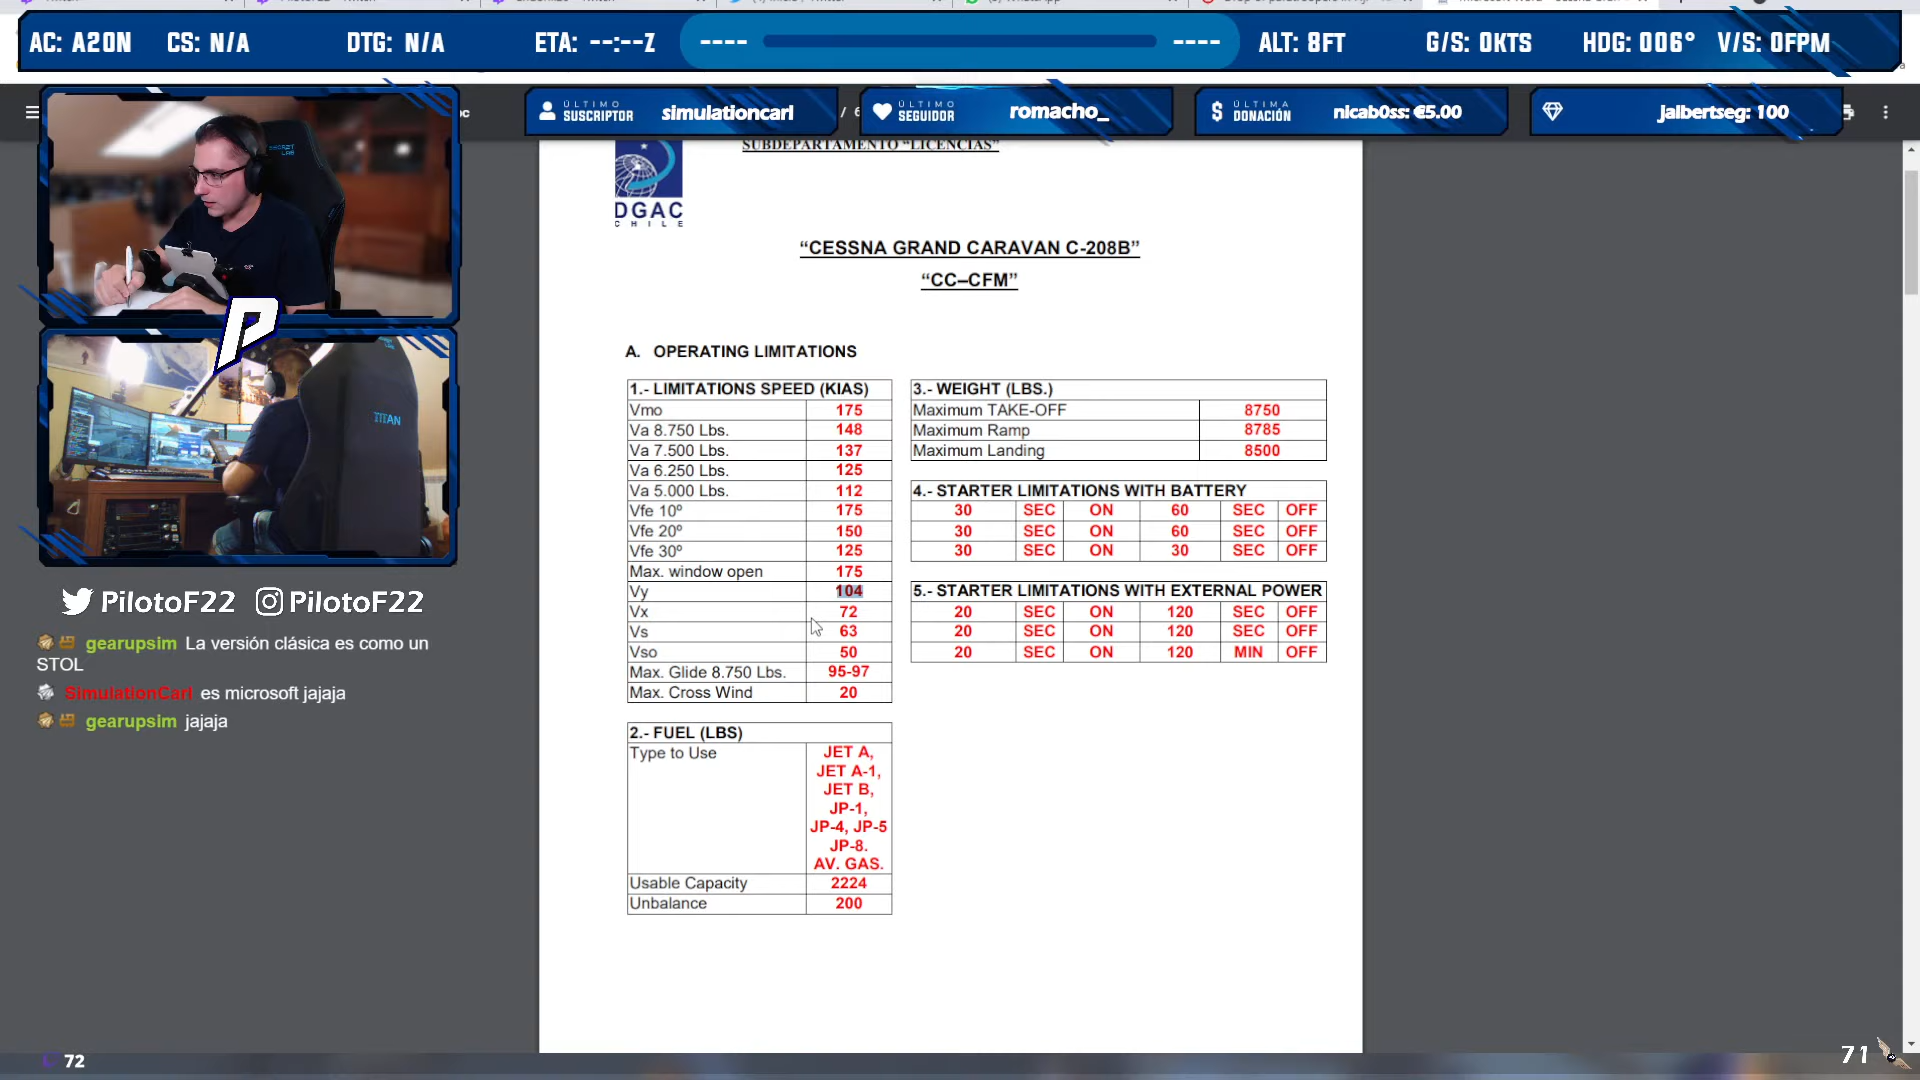 AC: A20N CS: N/A DTG: N/A ETA: --:--Z ---- ---- ALT: 8FT G/S: 0KTS HDG: 006° V/S: 0FPM
ÚLTIMO SUSCRIPTOR simulationcarl
ÚLTIMO SEGUIDOR romacho_
ÚLTIMA DONACIÓN nicab0ss: €5.00
Jalbertseg: 100
SUBDEPARTAMENTO “LICENCIAS”
DGAC
CHILE
“CESSNA GRAND CARAVAN C-208B”
“CC–CFM”
A. OPERATING LIMITATIONS
1.- LIMITATIONS SPEED (KIAS)
Vmo 175
Va 8.750 Lbs. 148
Va 7.500 Lbs. 137
Va 6.250 Lbs. 125
Va 5.000 Lbs. 112
Vfe 10º 175
Vfe 20º 150
Vfe 30º 125
Max. window open 175
Vy 104
Vx 72
Vs 63
Vso 50
Max. Glide 8.750 Lbs. 95-97
Max. Cross Wind 20
2.- FUEL (LBS)
Type to Use JET A,
JET A-1,
JET B,
JP-1,
JP-4, JP-5
JP-8.
AV. GAS.
Usable Capacity 2224
Unbalance 200
3.- WEIGHT (LBS.)
Maximum TAKE-OFF 8750
Maximum Ramp 8785
Maximum Landing 8500
4.- STARTER LIMITATIONS WITH BATTERY
30 SEC ON 60 SEC OFF
30 SEC ON 60 SEC OFF
30 SEC ON 30 SEC OFF
5.- STARTER LIMITATIONS WITH EXTERNAL POWER
20 SEC ON 120 SEC OFF
20 SEC ON 120 SEC OFF
20 SEC ON 120 MIN OFF
P
TITAN
PilotoF22 PilotoF22
gearupsim La versión clásica es como un
STOL
SimulationCarl es microsoft jajaja
gearupsim jajaja
72
71